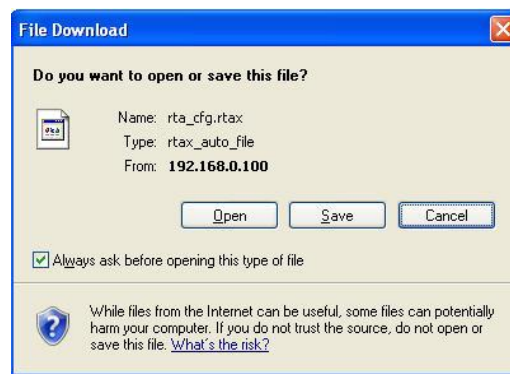 File Download
Do you want to open or save this file?
Name: rta_cfg.rtax
Type: rtax_auto_file
From: 192.168.0.100
Open Save Cancel
Always ask before opening this type of file
While files from the Internet can be useful, some files can potentially
harm your computer. If you do not trust the source, do not open or
save this file. What's the risk?